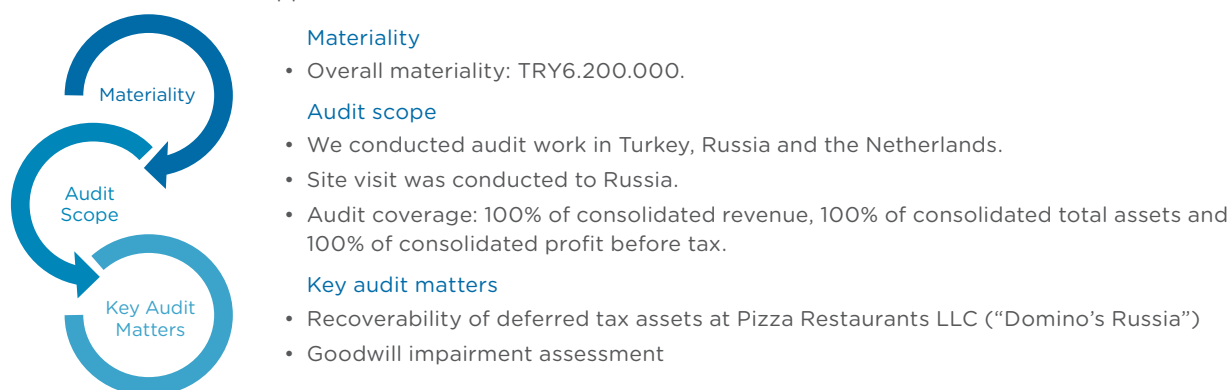 Materiality
• Overall materiality: TRY6.200.000.
Audit scope
• We conducted audit work in Turkey, Russia and the Netherlands.
• Site visit was conducted to Russia.
• Audit coverage: 100% of consolidated revenue, 100% of consolidated total assets and
100% of consolidated profit before tax.
Key audit matters
• Recoverability of deferred tax assets at Pizza Restaurants LLC (“Domino’s Russia”)
• Goodwill impairment assessment
Materiality
Audit
Scope
Key Audit
Matters